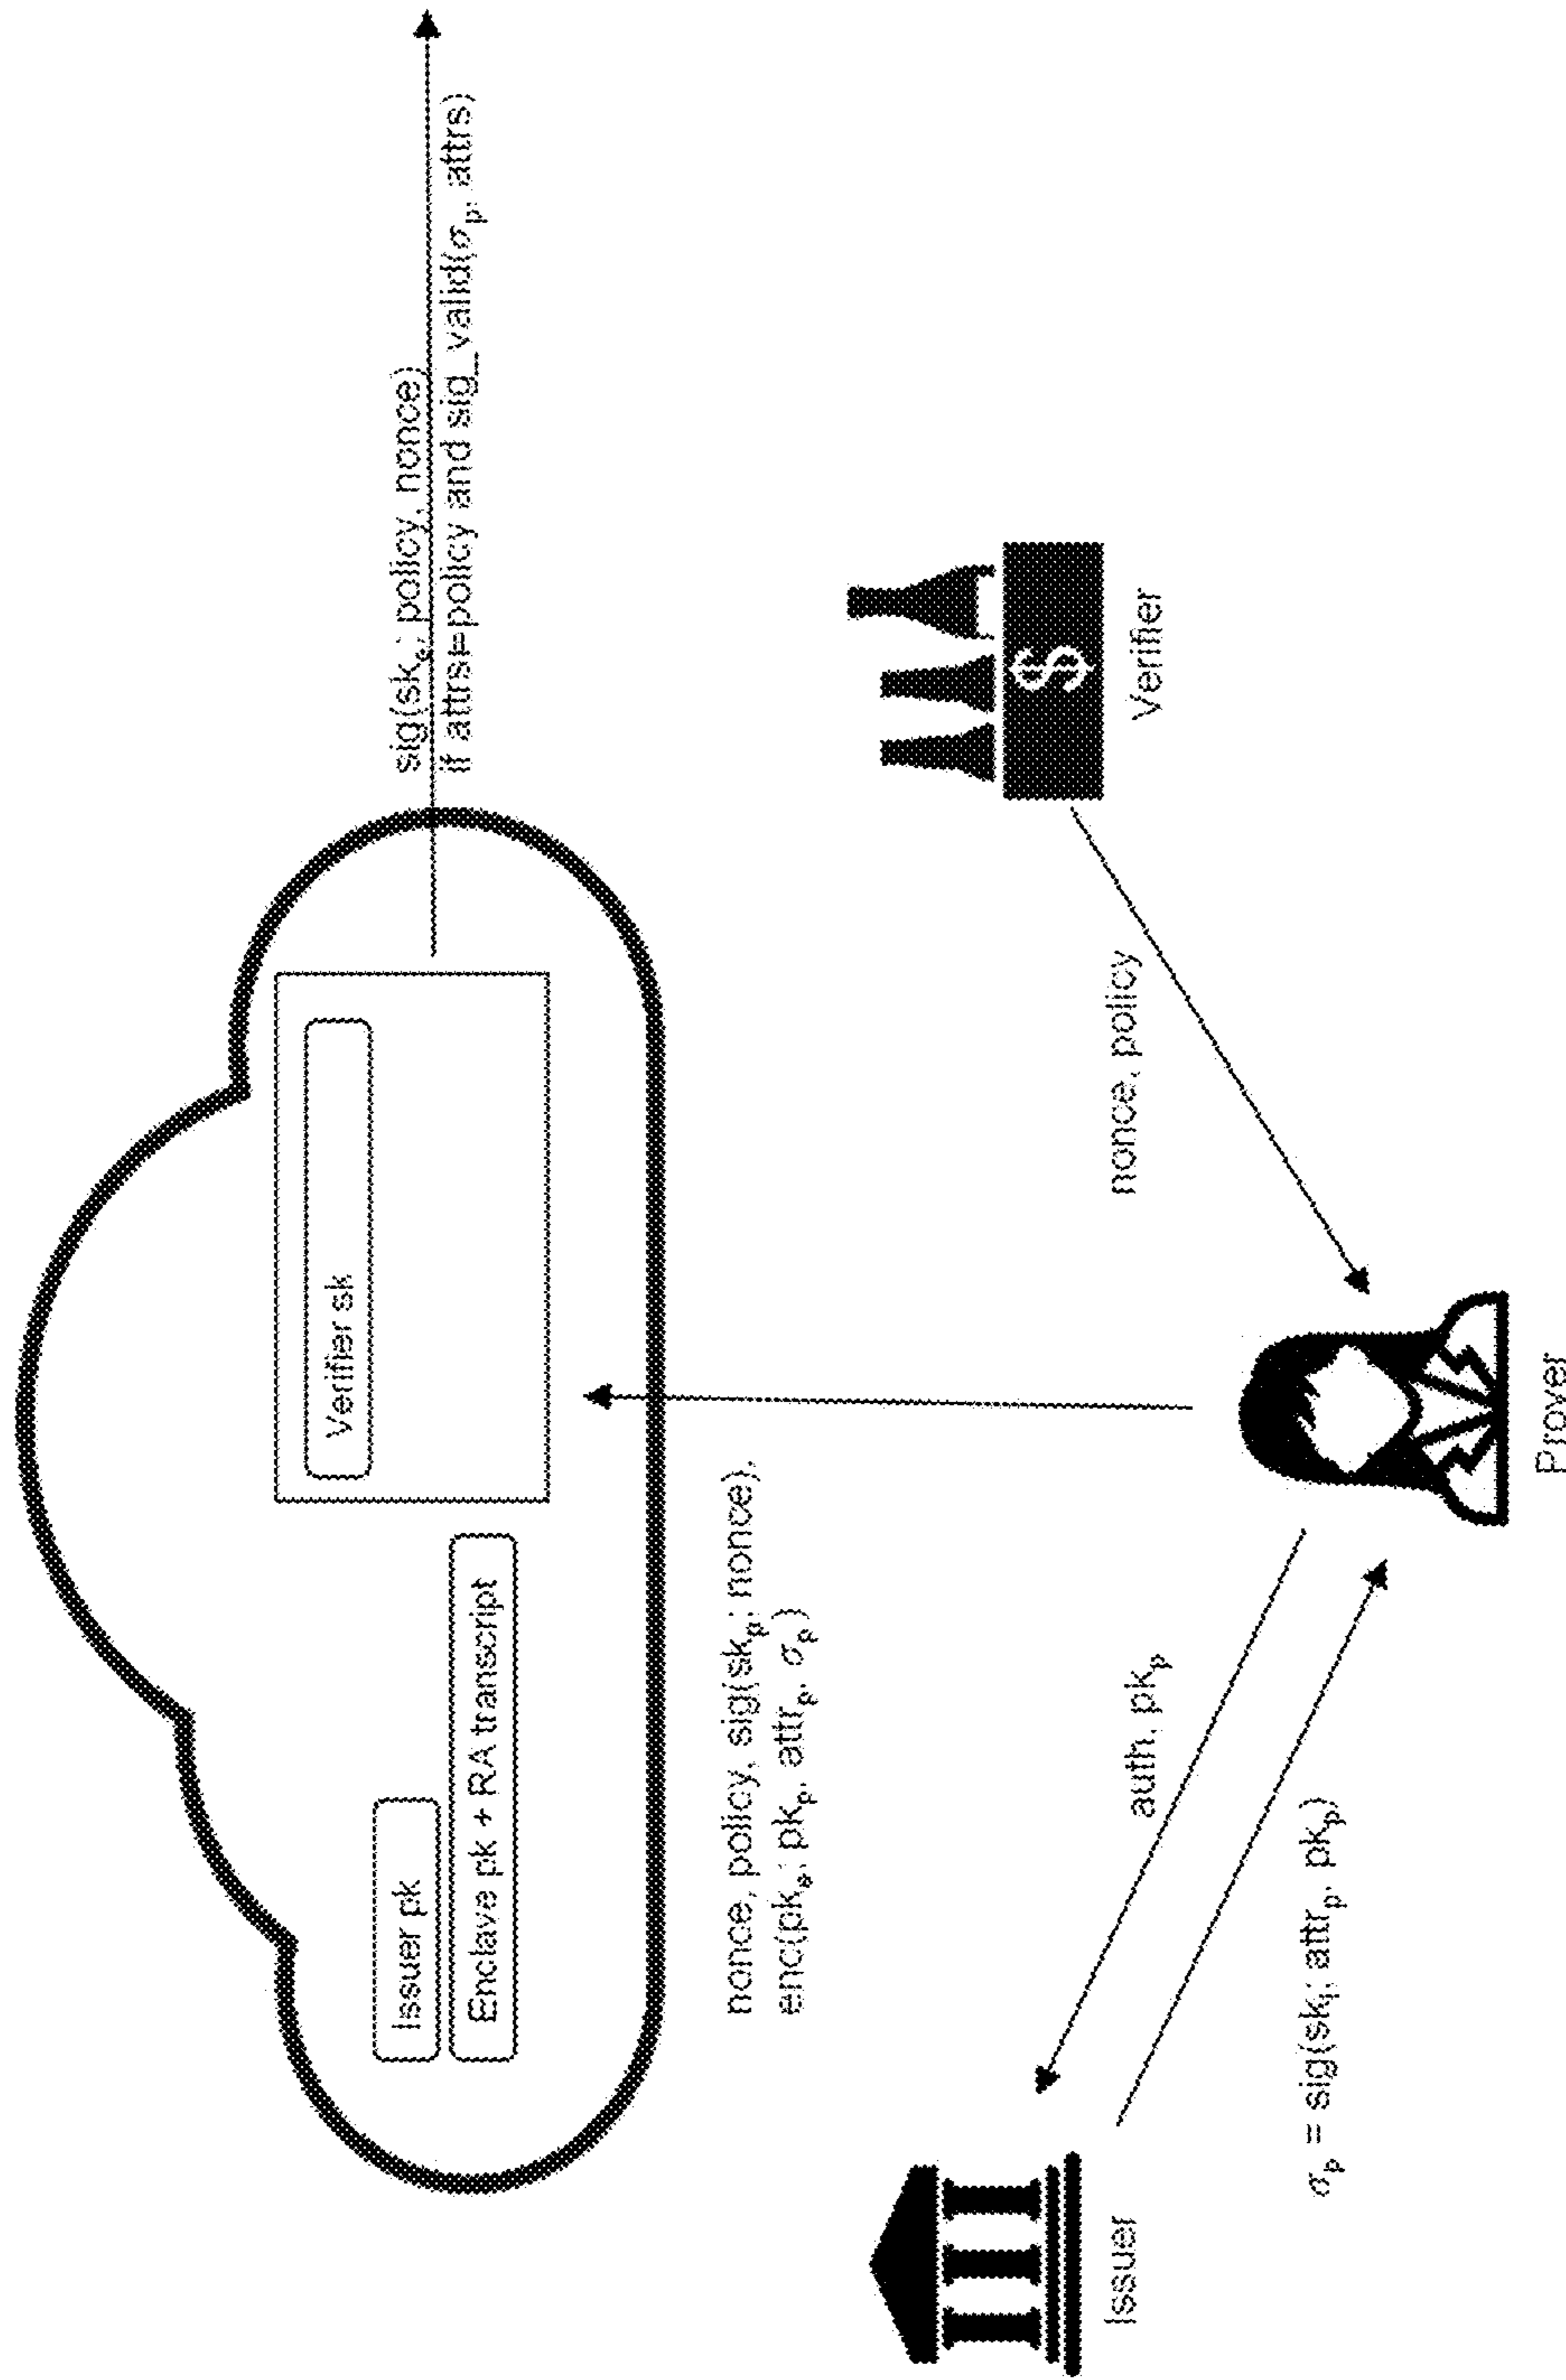 sig(skₑ; policy, nonce)
if attrs=policy and sig_valid(σₚ, attrs)
Verifier sk
Issuer pk
Enclave pk + RA transcript
nonce, policy, sig(skₚ; nonce),
enc(pkₑ; pkₚ, attrₚ, σₚ)
nonce, policy
$
Verifier
auth, pkₚ
σₚ = sig(skᵢ; attrₚ, pkₚ)
Issuer
Prover